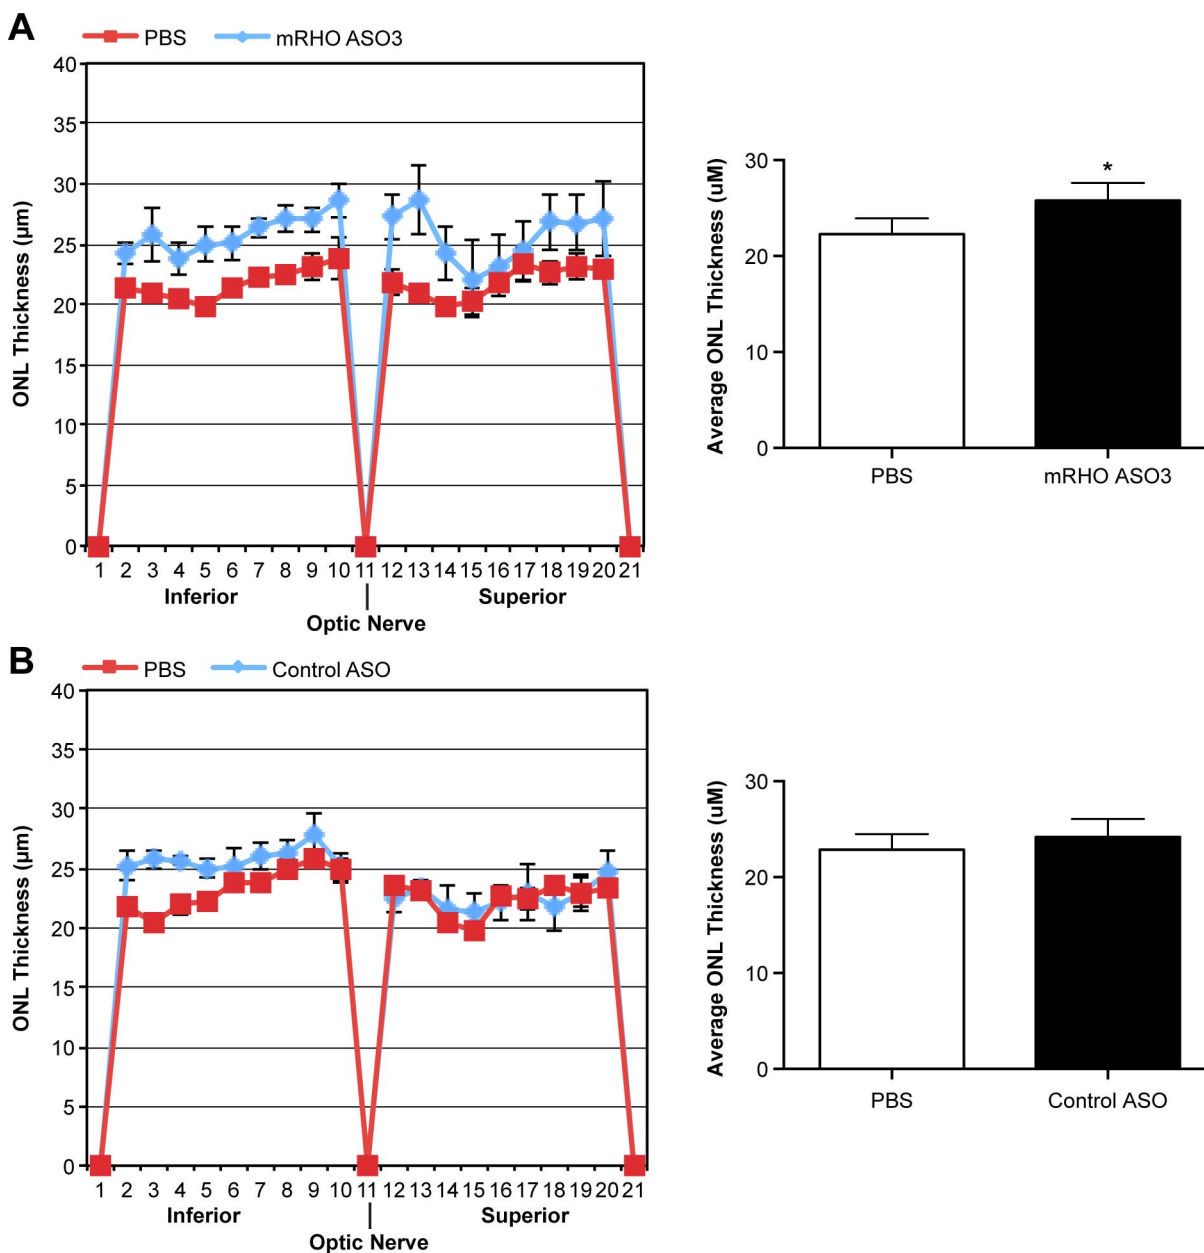 A
PBS mRHO ASO3
ONL Thickness (μm)
40
35
30
25
20
15
10
5
0
1 2 3 4 5 6 7 8 9 10 11 12 13 14 15 16 17 18 19 20 21
Inferior Superior
Optic Nerve
Average ONL Thickness (uM)
30
20
10
0
*
PBS mRHO ASO3
B
PBS Control ASO
ONL Thickness (μm)
40
35
30
25
20
15
10
5
0
1 2 3 4 5 6 7 8 9 10 11 12 13 14 15 16 17 18 19 20 21
Inferior Superior
Optic Nerve
Average ONL Thickness (uM)
30
20
10
0
PBS Control ASO